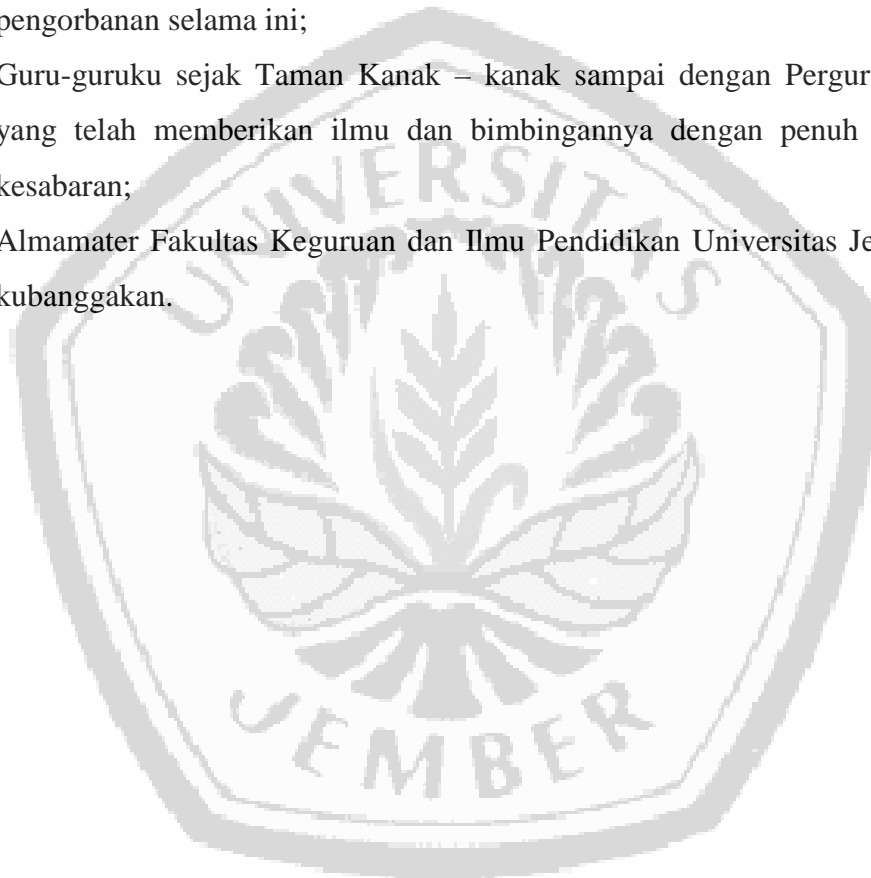 pengorbanan selama ini;
Guru-guruku sejak Taman Kanak – kanak sampai dengan Pergur
yang telah memberikan ilmu dan bimbingannya dengan penuh
kesabaran;
Almamater Fakultas Keguruan dan Ilmu Pendidikan Universitas Je
kubanggakan.
UNIVERSITAS
JEMBER